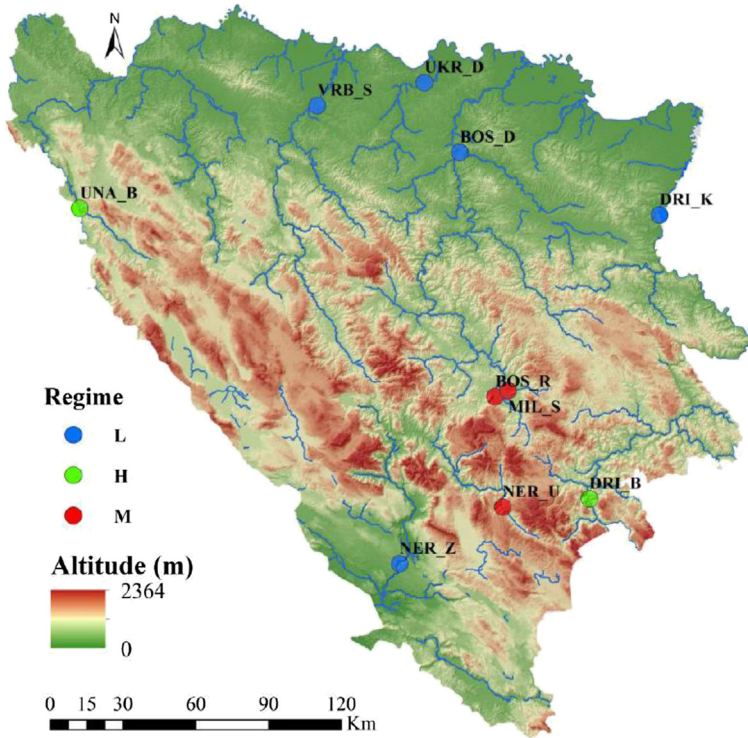 N
UKR_D
VRB_S
BOS_D
UNA_B
DRI_K
BOS_R
MIL_S
Regime
L
H
M
DRI_B
NER_U
NER_Z
Altitude (m)
2364
0
0 15 30 60 90 120
Km